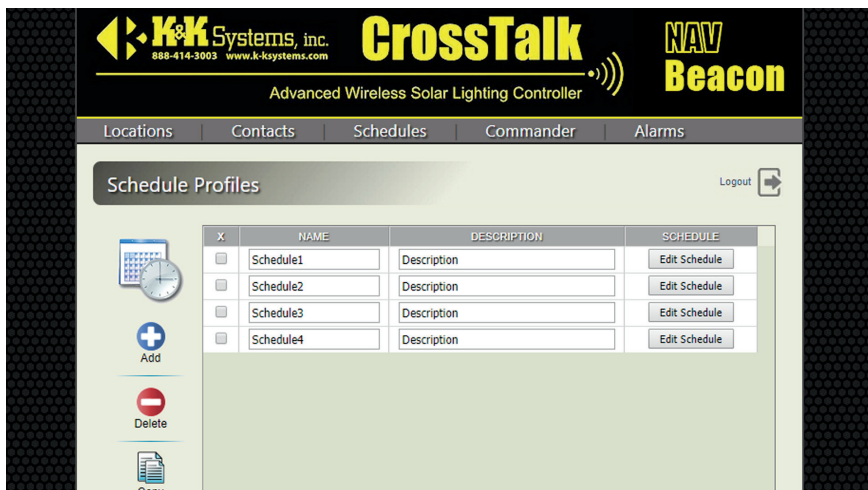 K&K Systems, inc.
888-414-3003 www.k-ksystems.com
CrossTalk
NAV
Beacon
Advanced Wireless Solar Lighting Controller
Locations Contacts Schedules Commander Alarms
Schedule Profiles
Logout
X NAME DESCRIPTION SCHEDULE
Schedule1 Description Edit Schedule
Schedule2 Description Edit Schedule
Schedule3 Description Edit Schedule
Schedule4 Description Edit Schedule
Add
Delete
Copy